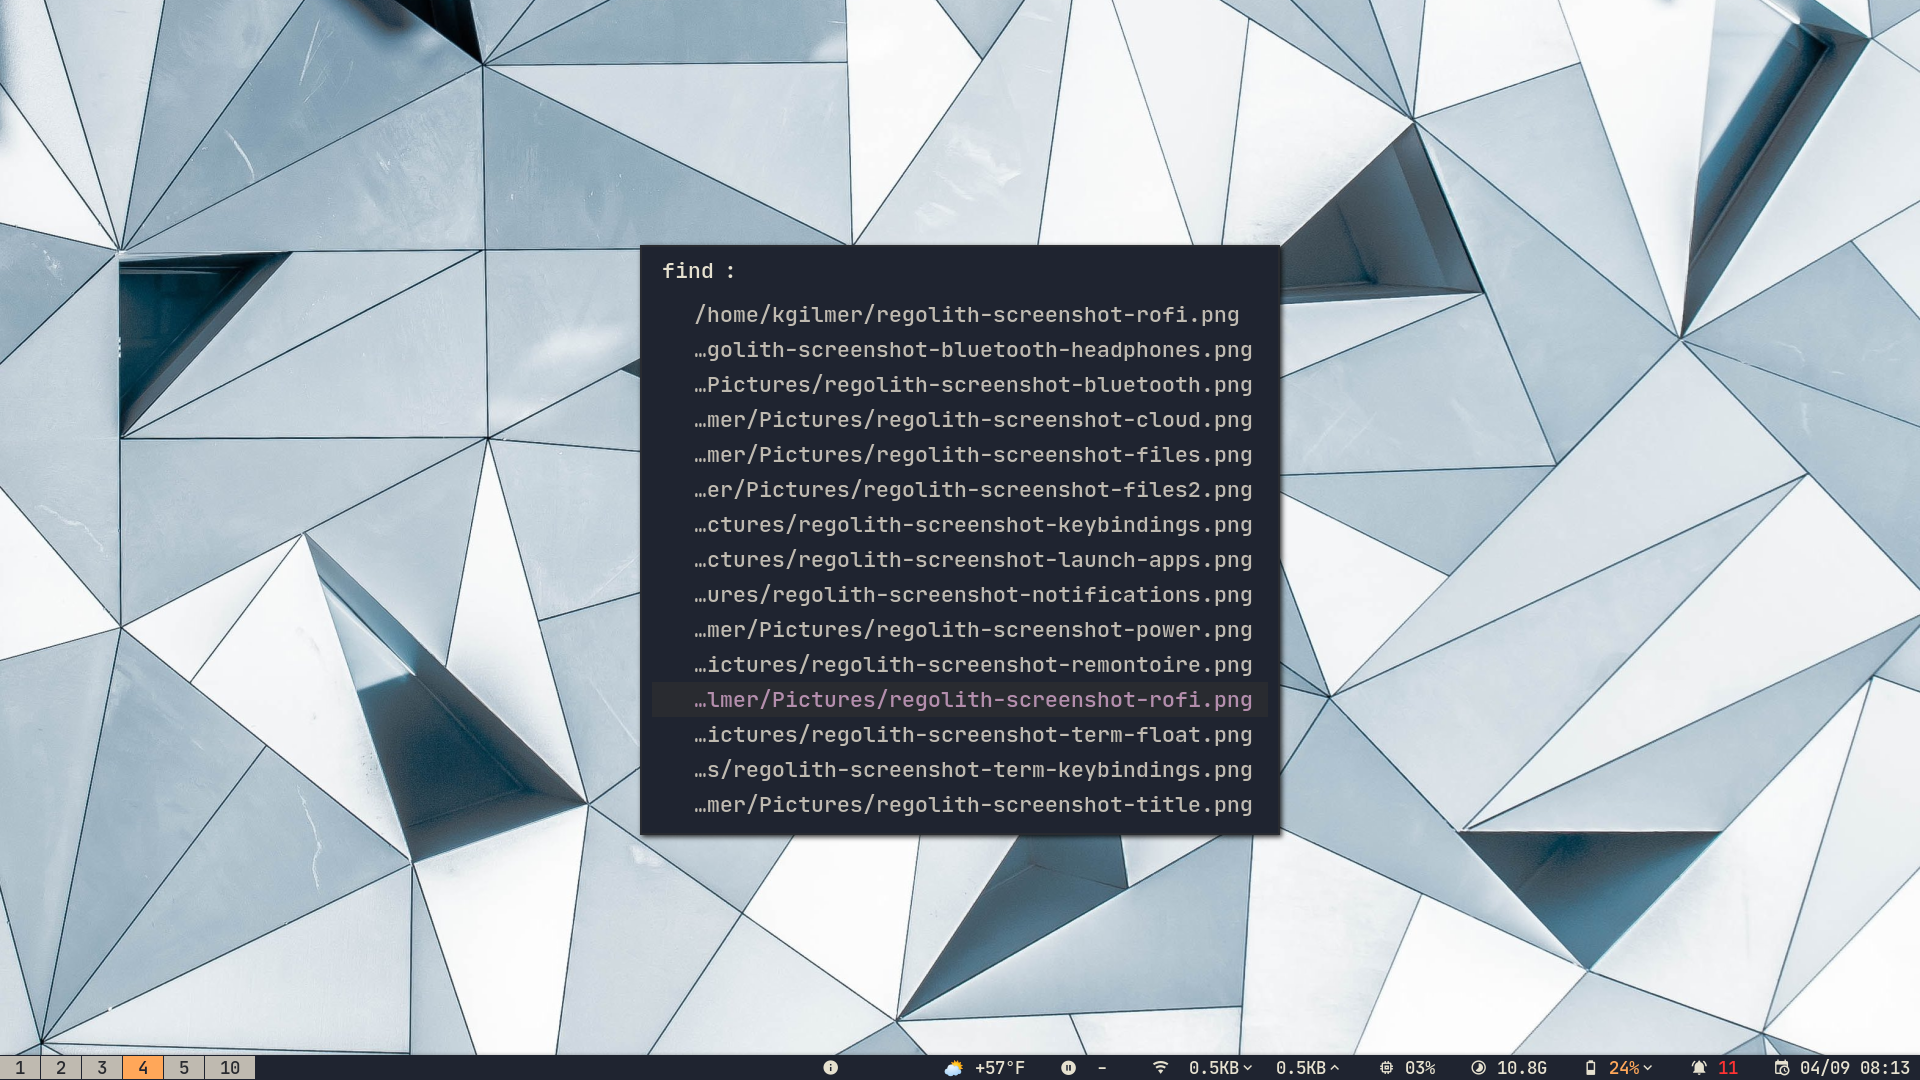 find :
/home/kgilmer/regolith-screenshot-rofi.png
…golith-screenshot-bluetooth-headphones.png
…Pictures/regolith-screenshot-bluetooth.png
…mer/Pictures/regolith-screenshot-cloud.png
…mer/Pictures/regolith-screenshot-files.png
…er/Pictures/regolith-screenshot-files2.png
…ctures/regolith-screenshot-keybindings.png
…ctures/regolith-screenshot-launch-apps.png
…ures/regolith-screenshot-notifications.png
…mer/Pictures/regolith-screenshot-power.png
…ictures/regolith-screenshot-remontoire.png
…lmer/Pictures/regolith-screenshot-rofi.png
…ictures/regolith-screenshot-term-float.png
…s/regolith-screenshot-term-keybindings.png
…mer/Pictures/regolith-screenshot-title.png
1 2 3 4 5 10 +57°F - 0.5KB 0.5KB 03% 10.8G 24% 11 04/09 08:13